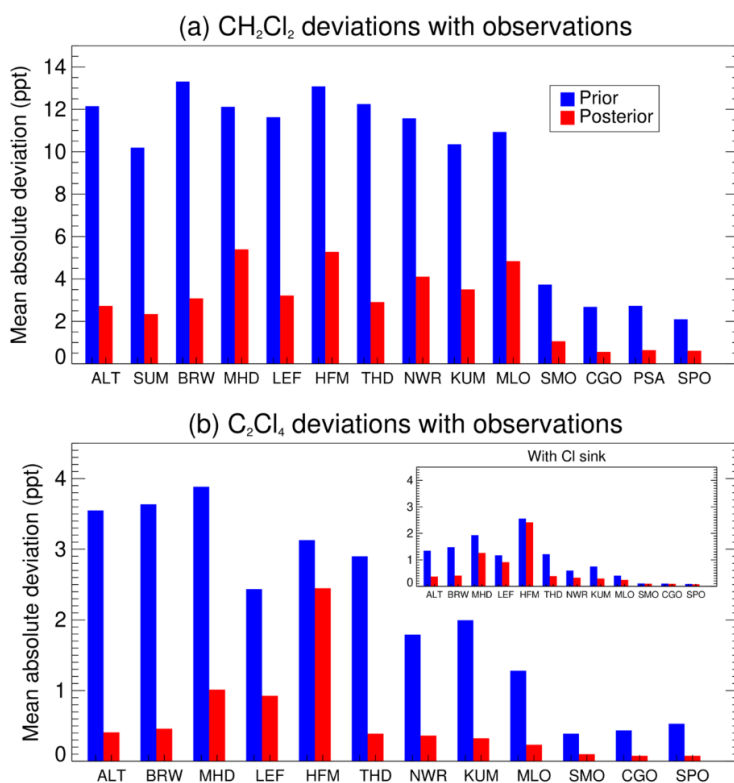 (a) CH₂Cl₂ deviations with observations
Mean absolute deviation (ppt)
14
12
10
8
6
4
2
0
Prior
Posterior
ALT SUM BRW MHD LEF HFM THD NWR KUM MLO SMO CGO PSA SPO
(b) C₂Cl₄ deviations with observations
Mean absolute deviation (ppt)
4
3
2
1
0
With Cl sink
4
3
2
1
0
ALT BRW MHD LEF HFM THD NWR KUM MLO SMO CGO SPO
ALT BRW MHD LEF HFM THD NWR KUM MLO SMO CGO SPO